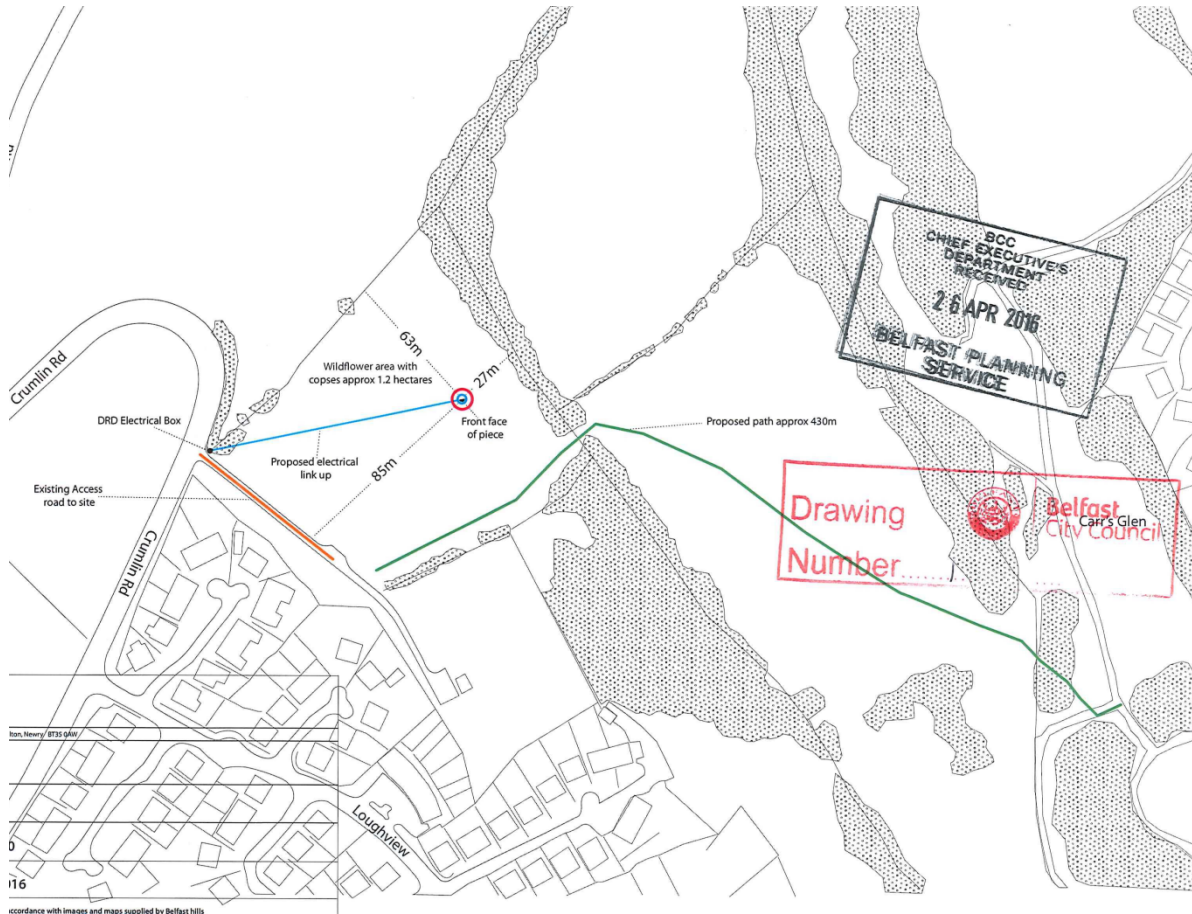 BCC
CHIEF EXECUTIVE'S
DEPARTMENT
RECEIVED
26 APR 2016
BELFAST PLANNING
SERVICE
63m
27m
Wildflower area with
copses approx 1.2 hectares
Crumlin Rd
DRD Electrical Box
Front face
of piece
Proposed path approx 430m
Proposed electrical
link up
85m
Existing Access
road to site
Drawing
Number
Belfast
City Council
Carr's Glen
Crumlin Rd
Loughview
Newry BT35 0AW
0
16
accordance with images and maps supplied by Belfast hills